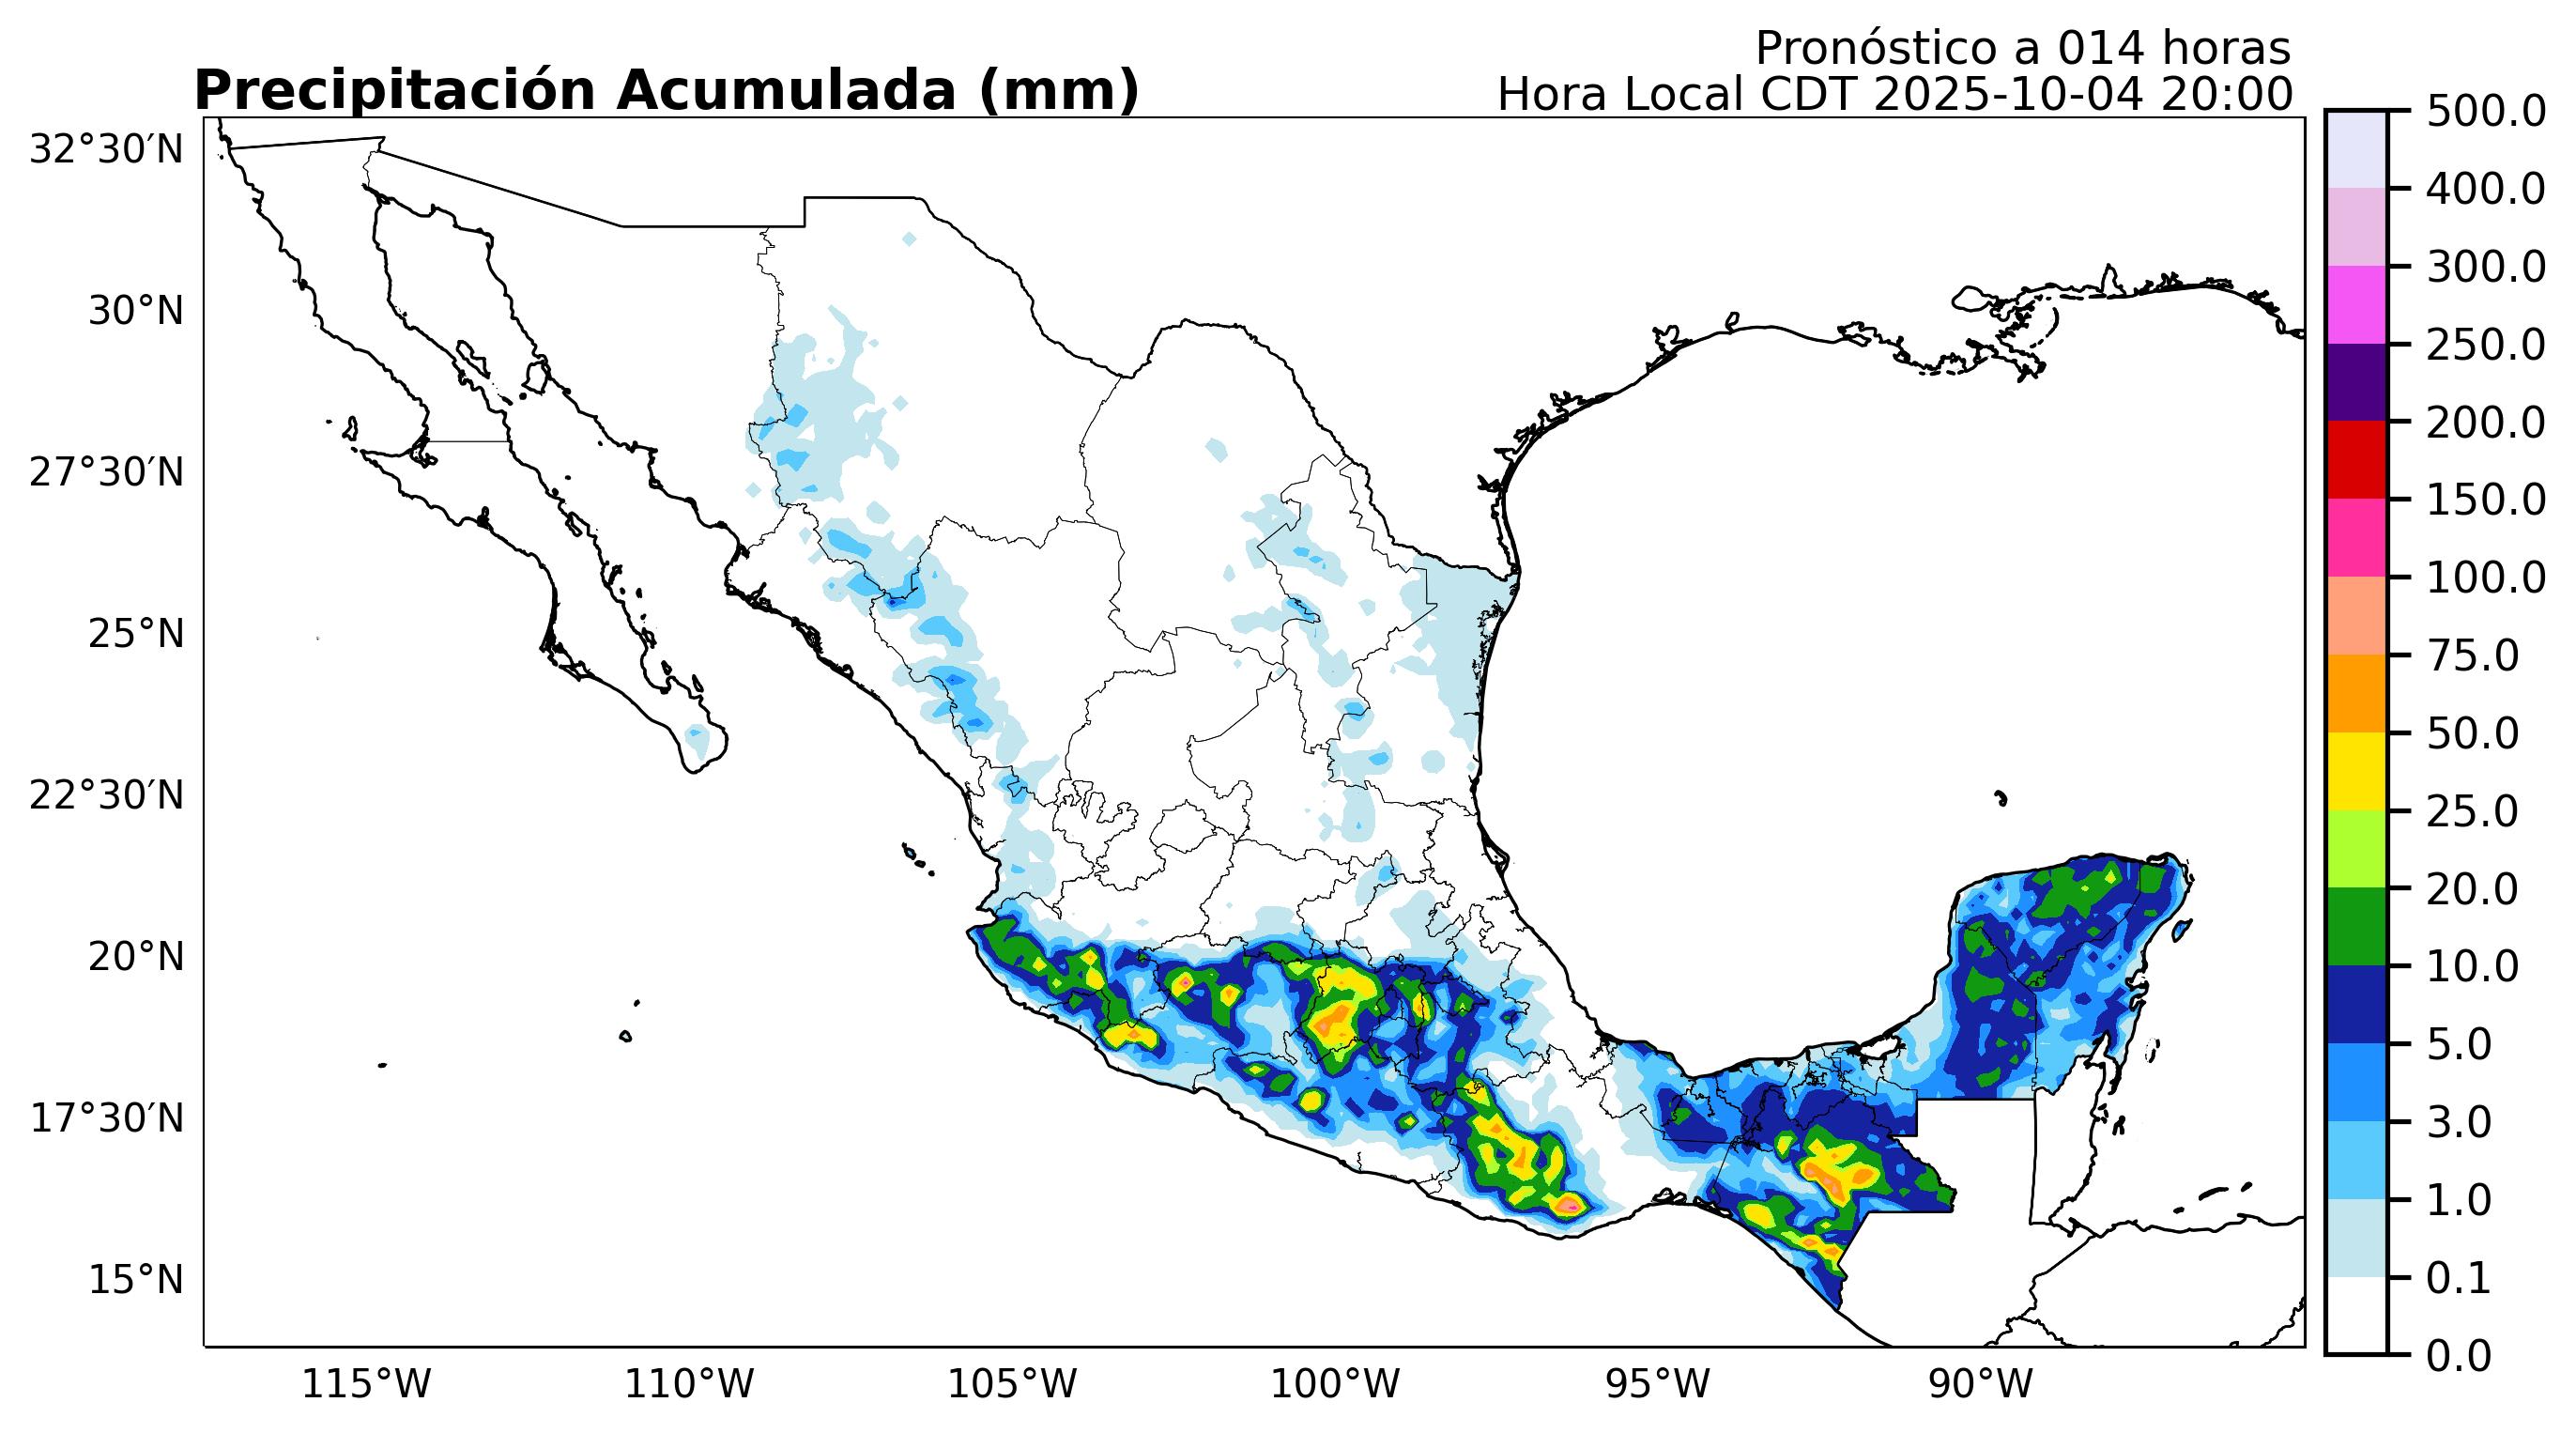 Pronóstico a 014 horas
Precipitación Acumulada (mm)
Hora Local CDT 2025-10-04 20:00
32°30′N
30°N
27°30′N
25°N
22°30′N
20°N
17°30′N
15°N
115°W
110°W
105°W
100°W
95°W
90°W
500.0
400.0
300.0
250.0
200.0
150.0
100.0
75.0
50.0
25.0
20.0
10.0
5.0
3.0
1.0
0.1
0.0